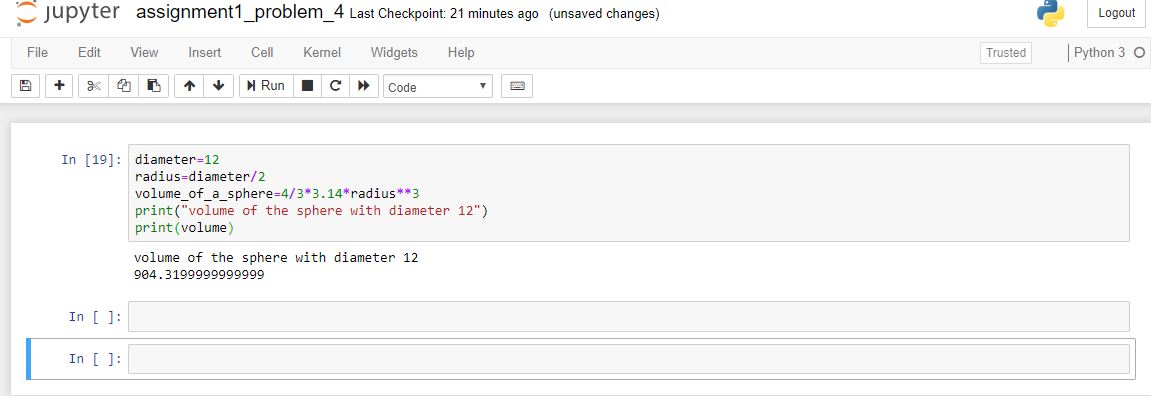 jupyter assignment1_problem_4 Last Checkpoint: 21 minutes ago (unsaved changes) Logout
File Edit View Insert Cell Kernel Widgets Help Trusted Python 3
Run Code
In [19]: diameter=12
radius=diameter/2
volume_of_a_sphere=4/3*3.14*radius**3
print("volume of the sphere with diameter 12")
print(volume)
volume of the sphere with diameter 12
904.3199999999999
In [ ]:
In [ ]: